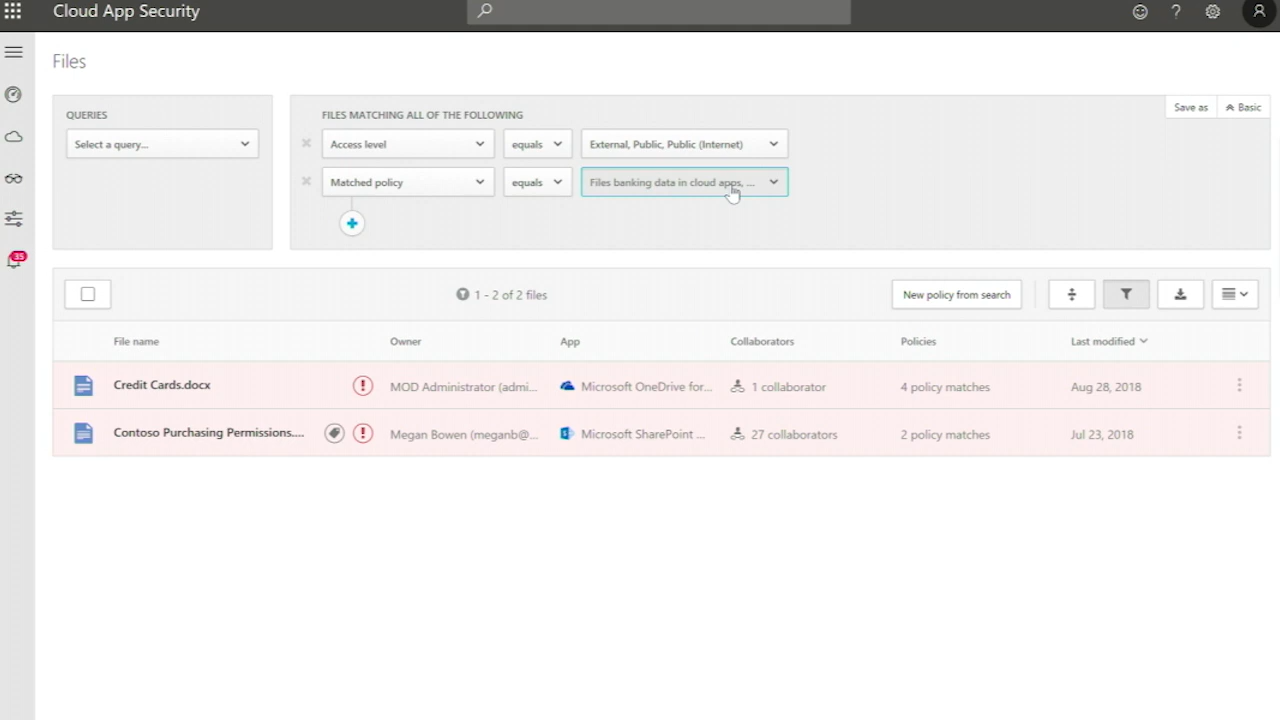 Cloud App Security
Files
QUERIES
Select a query...
FILES MATCHING ALL OF THE FOLLOWING
Save as
Basic
Access level
equals
External, Public, Public (Internet)
Matched policy
equals
Files banking data in cloud apps, ...
35
1 - 2 of 2 files
New policy from search
File name
Owner
App
Collaborators
Policies
Last modified
Credit Cards.docx
MOD Administrator (admi...
Microsoft OneDrive for...
1 collaborator
4 policy matches
Aug 28, 2018
Contoso Purchasing Permissions....
Megan Bowen (meganb@...
Microsoft SharePoint ...
27 collaborators
2 policy matches
Jul 23, 2018